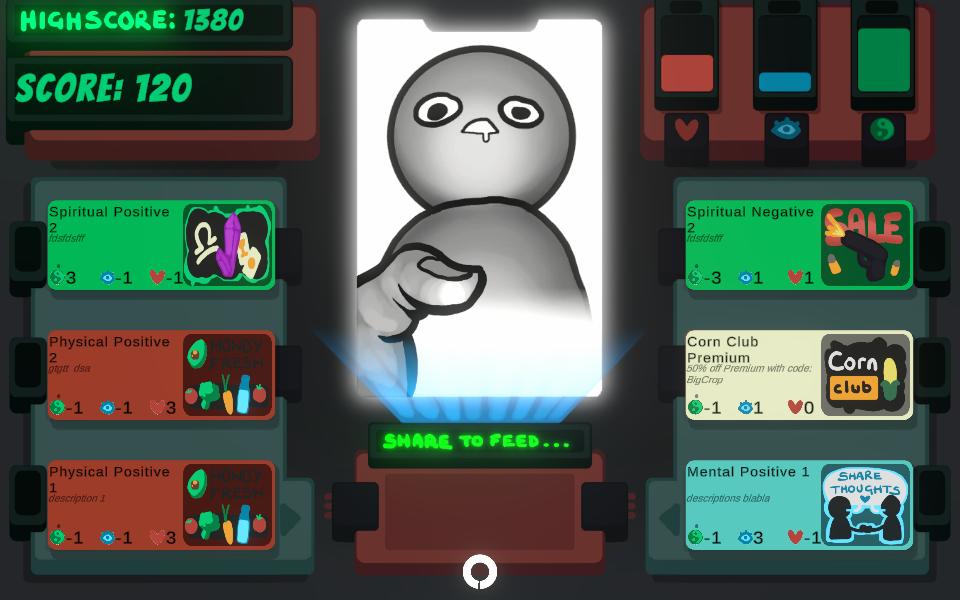 HIGHSCORE: 1380
SCORE: 120
Spiritual Positive
2
fdsfdsfff
3 -1 -1
Physical Positive
2
gtgtt dsa
-1 -1 3
HOWDY
FRESH
Physical Positive
1
description 1
-1 -1 3
HOWDY
FRESH
SHARE TO FEED...
Spiritual Negative
2
fdsfdsfff
-3 1 1
SALE
Corn Club
Premium
50% off Premium with code:
BigCrop
-1 1 0
Corn
club
Mental Positive 1
descriptions blabla
-1 3 -1
SHARE
THOUGHTS